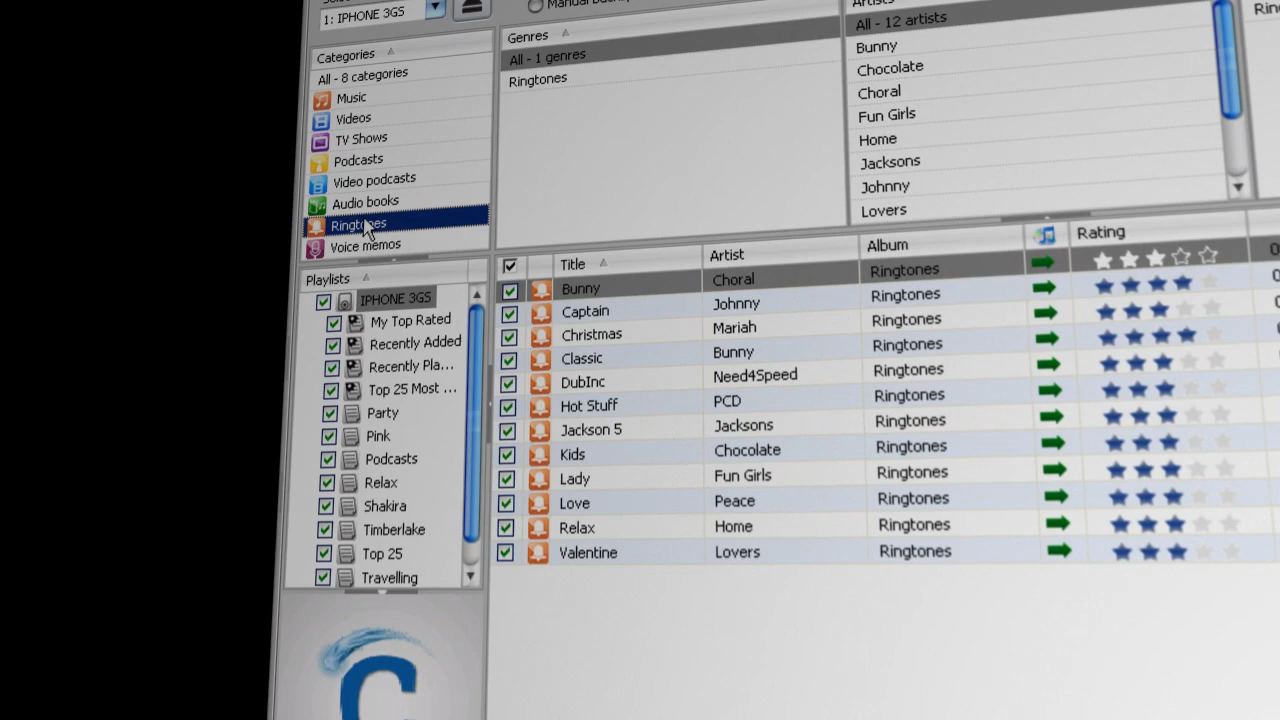 1: IPHONE 3GS
Categories
All - 8 categories
Music
Videos
TV Shows
Podcasts
Video podcasts
Audio books
Ringtones
Voice memos
Genres
All - 1 genres
Ringtones
Artists
All - 12 artists
Bunny
Chocolate
Choral
Fun Girls
Home
Jacksons
Johnny
Lovers
Playlists
IPHONE 3GS
My Top Rated
Recently Added
Recently Pla...
Top 25 Most ...
Party
Pink
Podcasts
Relax
Shakira
Timberlake
Top 25
Travelling
Title Artist Album Rating
Bunny Choral Ringtones
Captain Johnny Ringtones
Christmas Mariah Ringtones
Classic Bunny Ringtones
DubInc Need4Speed Ringtones
Hot Stuff PCD Ringtones
Jackson 5 Jacksons Ringtones
Kids Chocolate Ringtones
Lady Fun Girls Ringtones
Love Peace Ringtones
Relax Home Ringtones
Valentine Lovers Ringtones
C